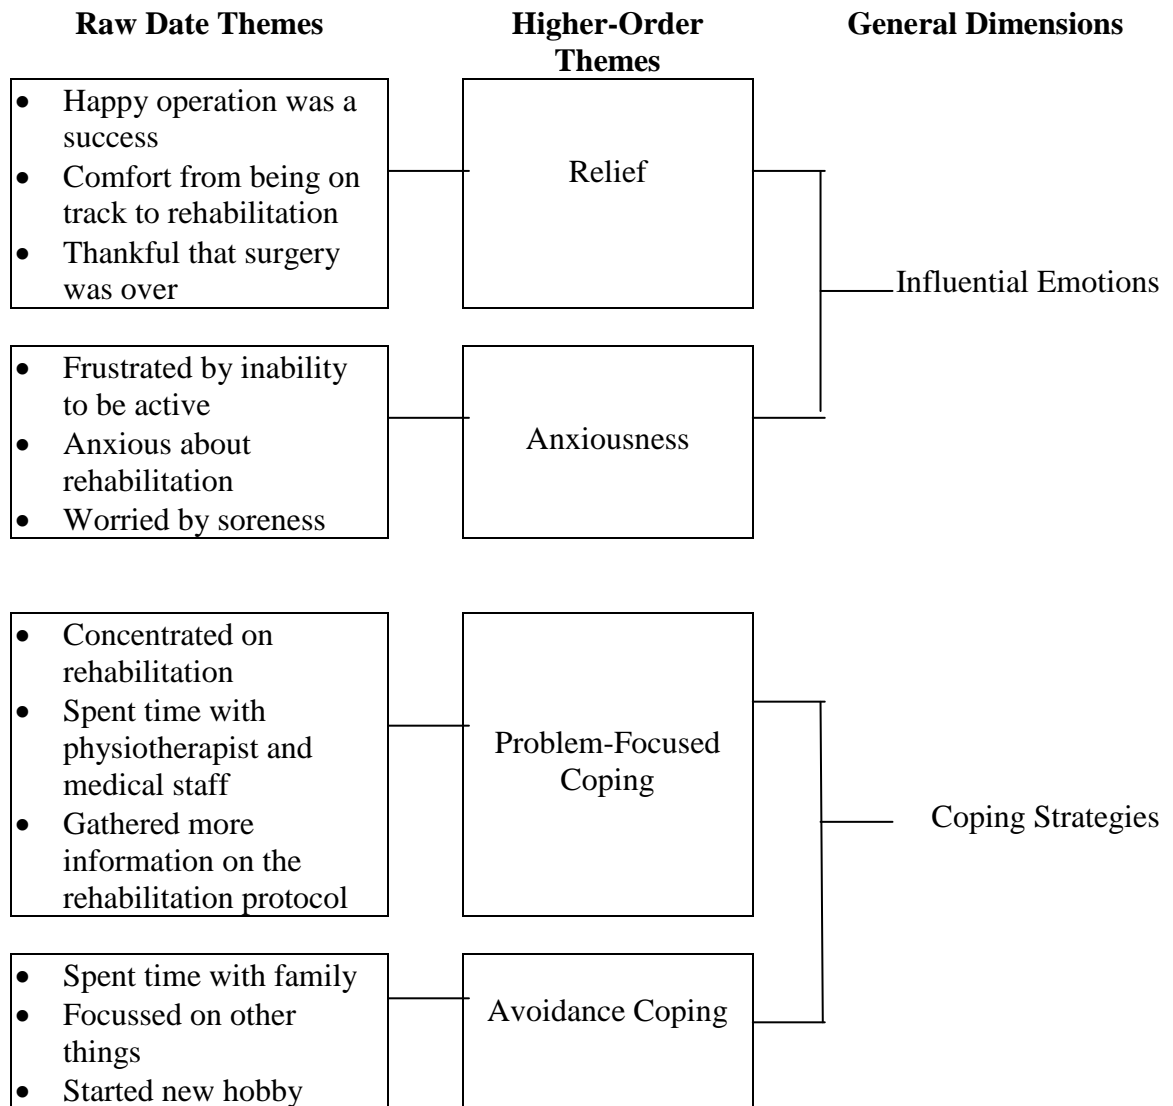 Raw Date Themes
Higher-Order
Themes
General Dimensions
• Happy operation was a
success
• Comfort from being on
track to rehabilitation
• Thankful that surgery
was over
Relief
Influential Emotions
• Frustrated by inability
to be active
• Anxious about
rehabilitation
• Worried by soreness
Anxiousness
• Concentrated on
rehabilitation
• Spent time with
physiotherapist and
medical staff
• Gathered more
information on the
rehabilitation protocol
Problem-Focused
Coping
Coping Strategies
• Spent time with family
• Focussed on other
things
• Started new hobby
Avoidance Coping